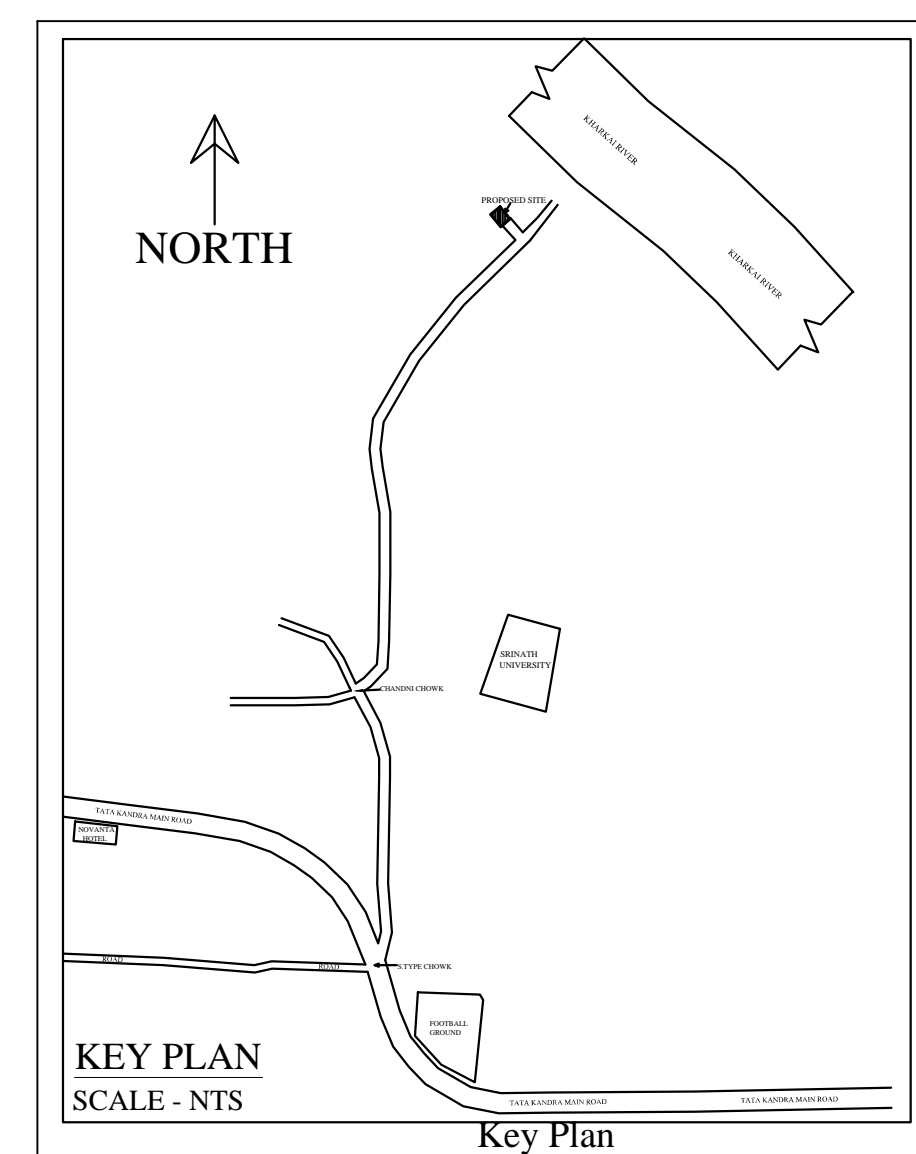 KHARKAI RIVER
PROPOSED SITE
NORTH
KHARKAI RIVER
SRINATH
UNIVERSITY
CHANDNI CHOWK
TATA KANDRA MAIN ROAD
NOVANTA
HOTEL
ROAD
ROAD
S.TYPE CHOWK
FOOTBALL
GROUND
KEY PLAN
SCALE - NTS
TATA KANDRA MAIN ROAD
TATA KANDRA MAIN ROAD
Key Plan